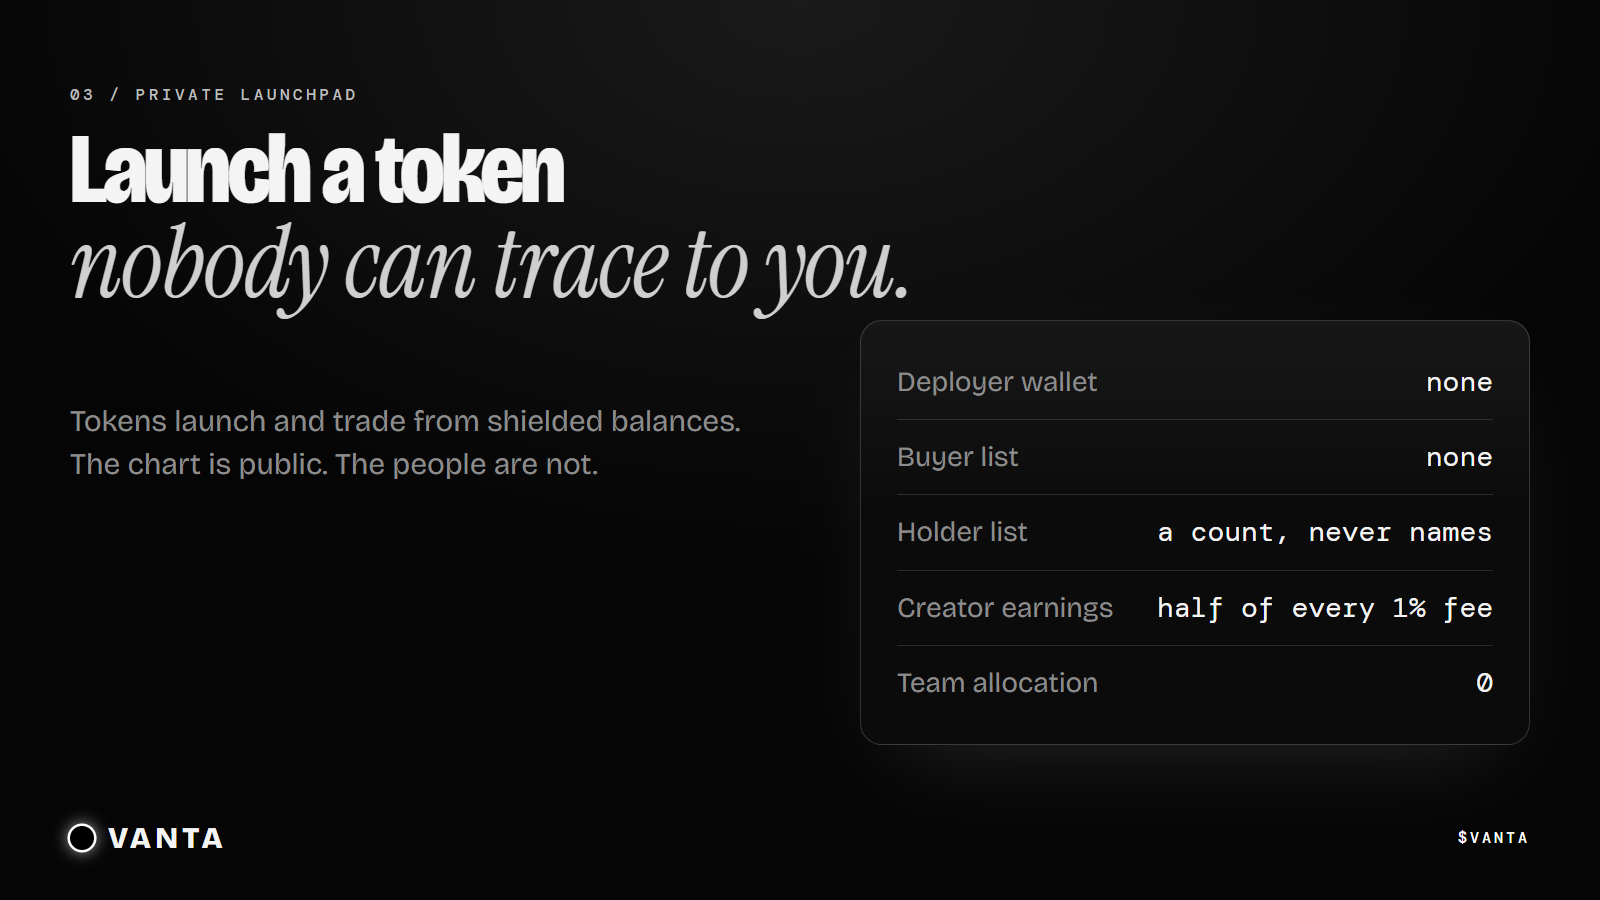 03 / PRIVATE LAUNCHPAD
Launch a token
nobody can trace to you.
Tokens launch and trade from shielded balances.
The chart is public. The people are not.
Deployer wallet none
Buyer list none
Holder list a count, never names
Creator earnings half of every 1% fee
Team allocation 0
VANTA
$VANTA